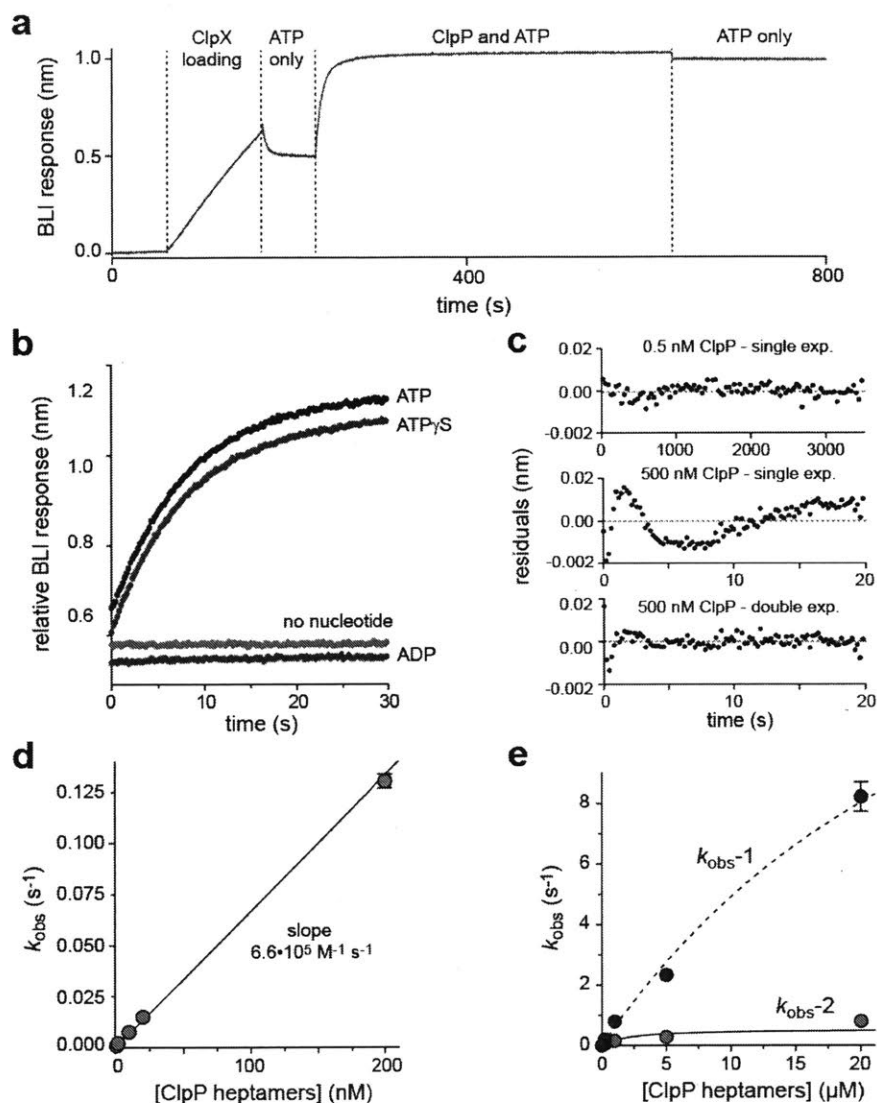 a
ClpX loading
ATP only
ClpP and ATP
ATP only
BLI response (nm)
1.0
0.5
0.0
0
400
800
time (s)
b
relative BLI response (nm)
1.2
1.0
0.8
0.6
ATP
ATPγS
no nucleotide
ADP
0
10
20
30
time (s)
c
residuals (nm)
0.5 nM ClpP - single exp.
0.02
0.00
-0.002
0
1000
2000
3000
500 nM ClpP - single exp.
0.02
0.00
-0.002
0
10
20
500 nM ClpP - double exp.
0.02
0.00
-0.002
0
10
20
time (s)
d
kobs (s-1)
0.125
0.100
0.075
0.050
0.025
0.000
slope
6.6•10⁵ M⁻¹ s⁻¹
0
100
200
[ClpP heptamers] (nM)
e
kobs (s-1)
8
6
4
2
0
kobs-1
kobs-2
0
5
10
15
20
[ClpP heptamers] (µM)